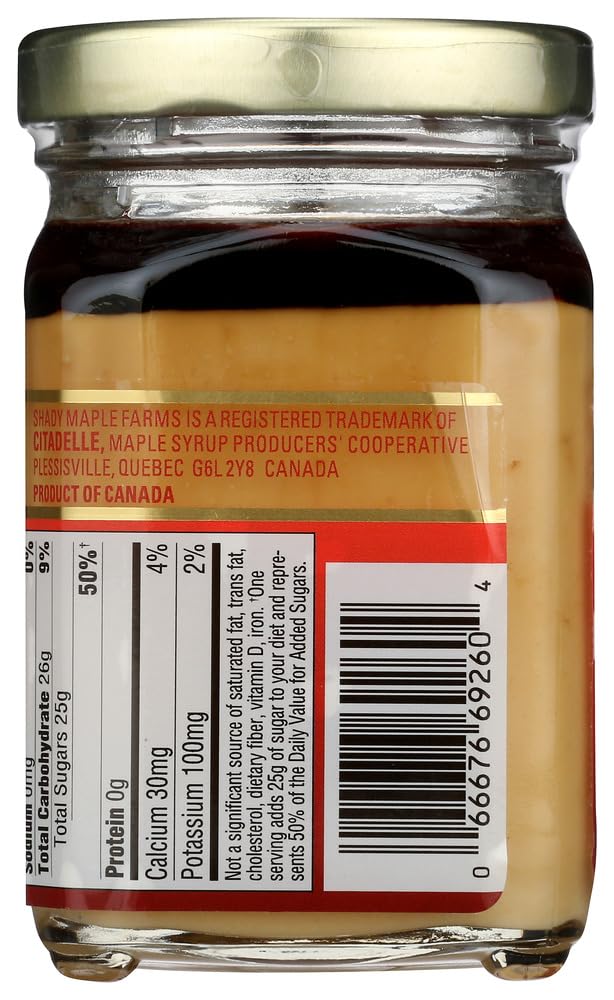 SHADY MAPLE FARMS IS A REGISTERED TRADEMARK OF
CITADELLE, MAPLE SYRUP PRODUCERS' COOPERATIVE
PLESSISVILLE, QUEBEC G6L 2Y8 CANADA
PRODUCT OF CANADA
Sodium 0mg 0%
Total Carbohydrate 26g 9%
Total Sugars 25g
50%†
Protein 0g
Calcium 30mg 4%
Potassium 100mg 2%
Not a significant source of saturated fat, trans fat,
cholesterol, dietary fiber, vitamin D, iron. †One
serving adds 25g of sugar to your diet and repre-
sents 50% of the Daily Value for Added Sugars.
0 66676 69260 4